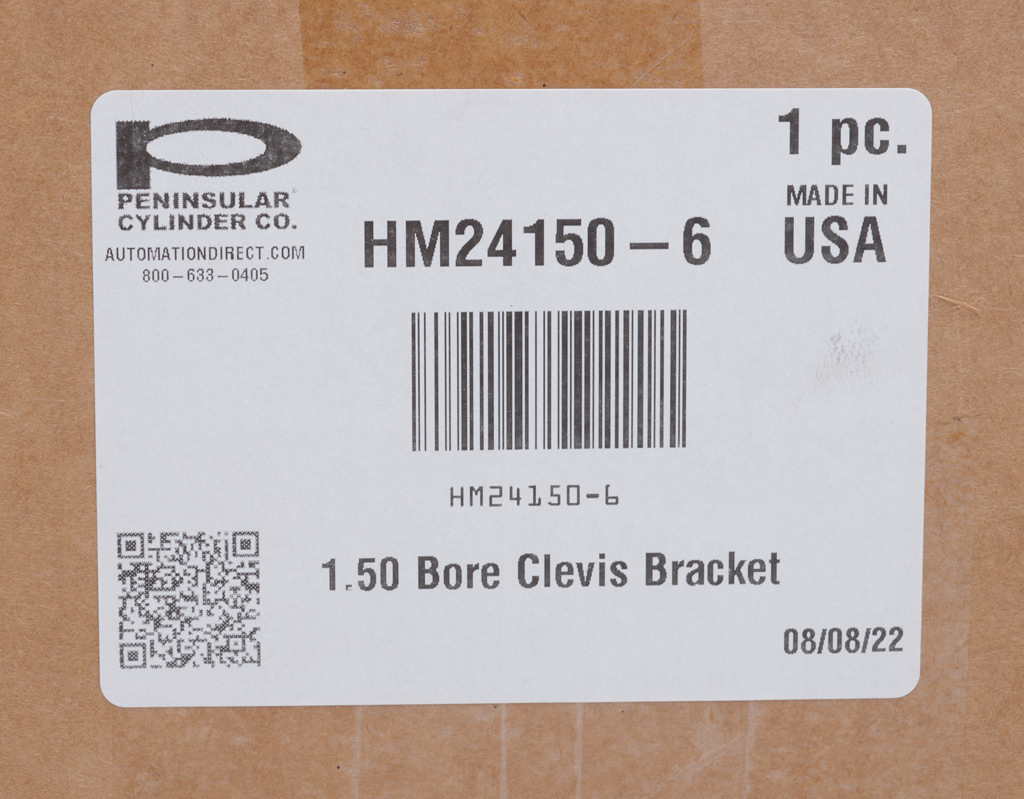 PENINSULAR
CYLINDER CO.
AUTOMATIONDIRECT.COM
800-633-0405
1 pc.
MADE IN
USA
HM24150-6
HM24150-6
1.50 Bore Clevis Bracket
08/08/22